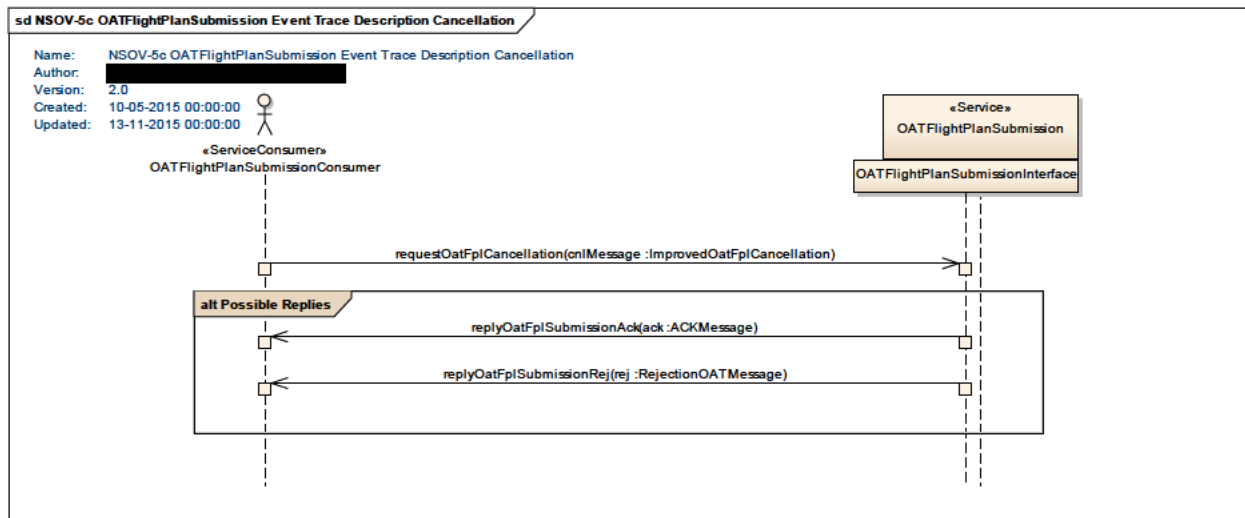 sd NSOV-5c OATFlightPlanSubmission Event Trace Description Cancellation
Name: NSOV-5c OATFlightPlanSubmission Event Trace Description Cancellation
Author:
Version: 2.0
Created: 10-05-2015 00:00:00
Updated: 13-11-2015 00:00:00
«ServiceConsumer»
OATFlightPlanSubmissionConsumer
«Service»
OATFlightPlanSubmission
OATFlightPlanSubmissionInterface
requestOatFplCancellation(cnlMessage :ImprovedOatFplCancellation)
alt Possible Replies
replyOatFplSubmissionAck(ack :ACKMessage)
replyOatFplSubmissionRej(rej :RejectionOATMessage)